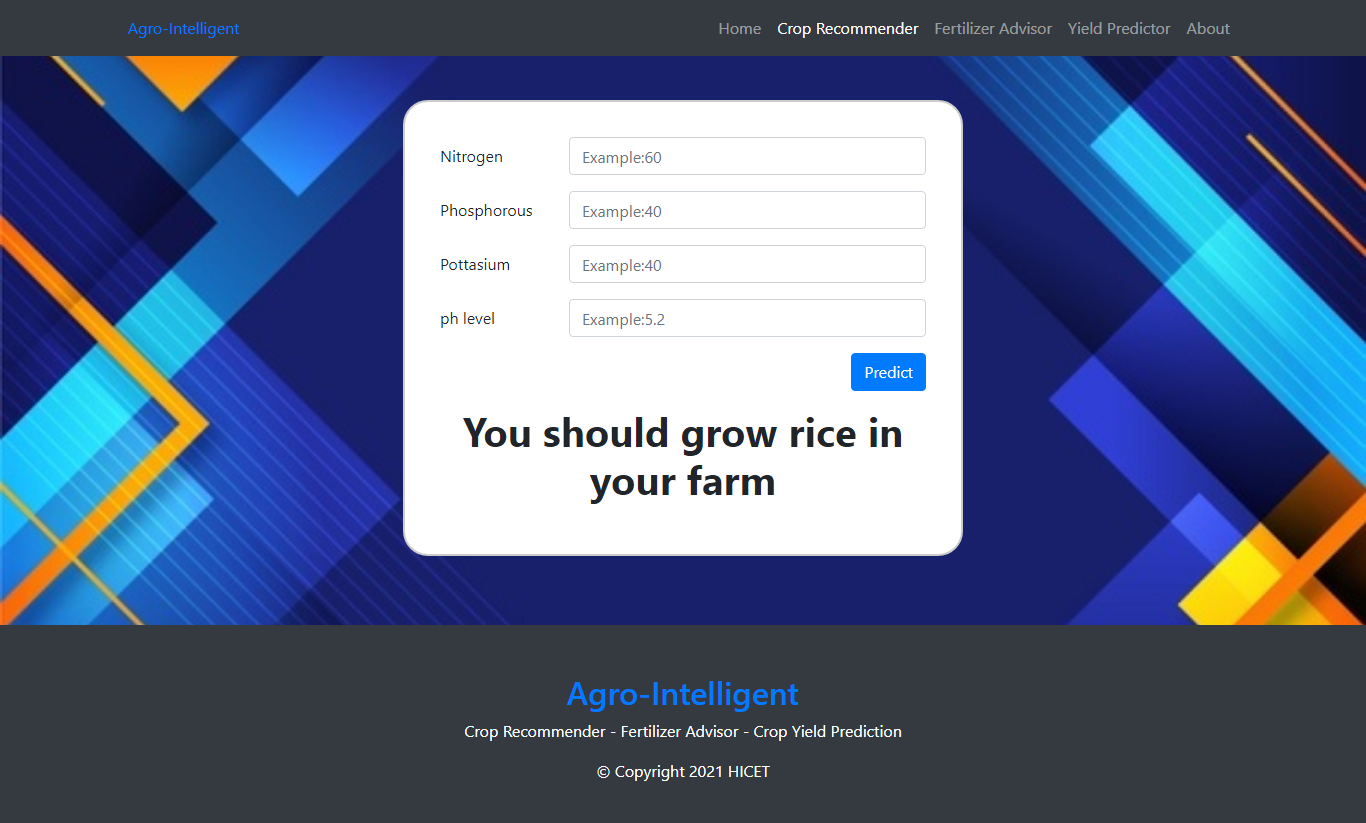 Agro-Intelligent
Home Crop Recommender Fertilizer Advisor Yield Predictor About
Nitrogen Example:60
Phosphorous Example:40
Pottasium Example:40
ph level Example:5.2
Predict
You should grow rice in
your farm
Agro-Intelligent
Crop Recommender - Fertilizer Advisor - Crop Yield Prediction
© Copyright 2021 HICET